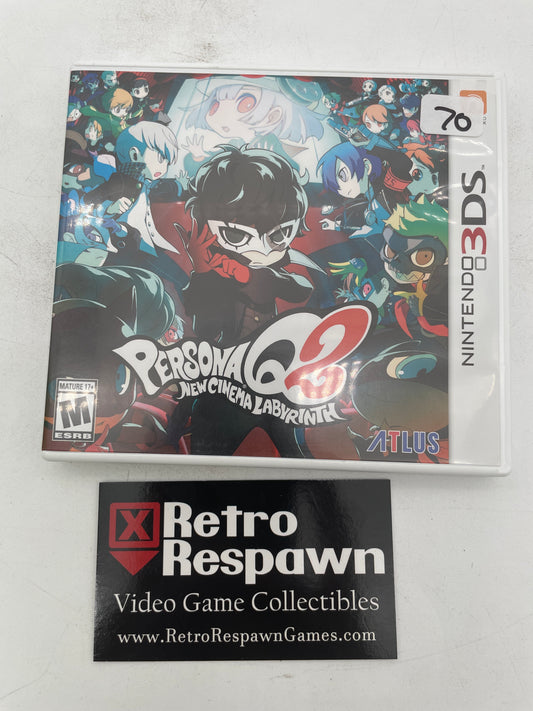 70
NINTENDO 3DS™
PERSONA Q2
NEW CINEMA LABYRINTH
MATURE 17+
M
ESRB
ATLUS
Retro
Respawn
Video Game Collectibles
www.RetroRespawnGames.com